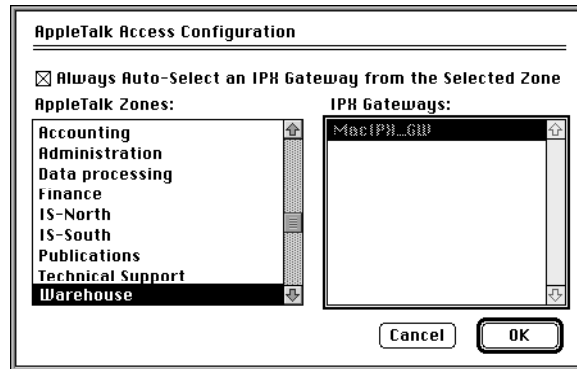 AppleTalk Access Configuration
Always Auto-Select an IPX Gateway from the Selected Zone
AppleTalk Zones:
IPX Gateways:
Accounting
Administration
Data processing
Finance
IS-North
IS-South
Publications
Technical Support
Warehouse
MacIPX_GW
Cancel
OK